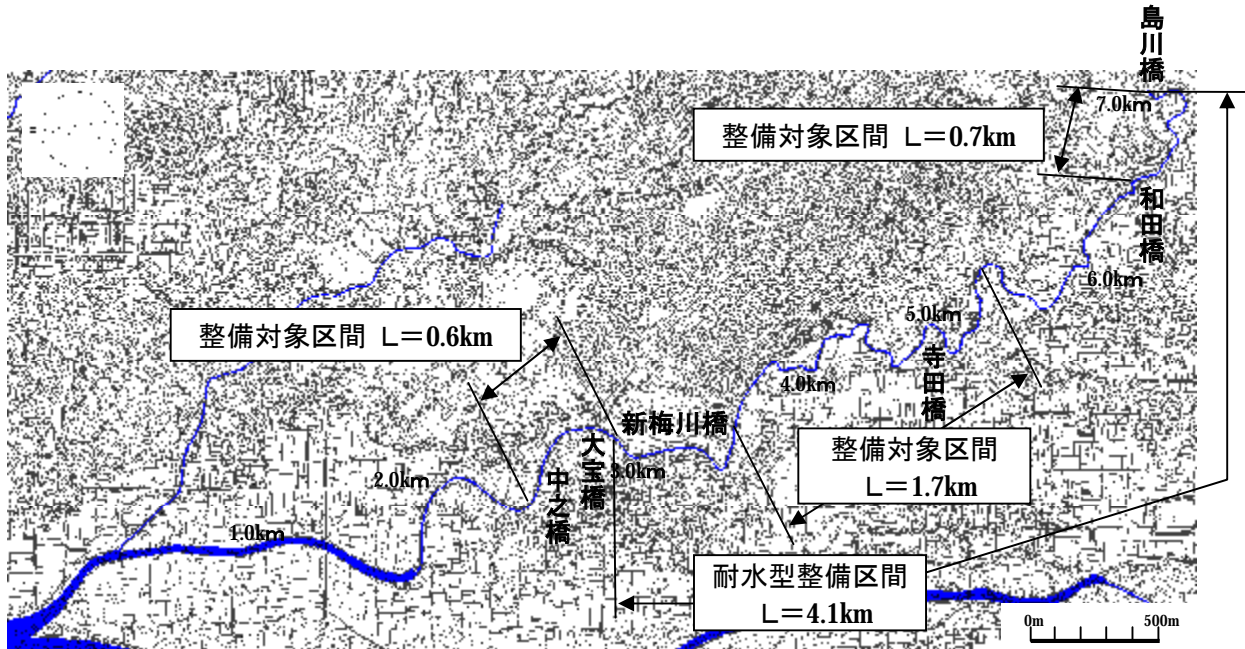 島川橋
7.0km
整備対象区間 L＝0.7km
和田橋
6.0km
整備対象区間 L＝0.6km
5.0km
寺田橋
4.0km
新梅川橋
大宝橋
3.0km
中之橋
2.0km
整備対象区間
L＝1.7km
1.0km
耐水型整備区間
L＝4.1km
0m 500m